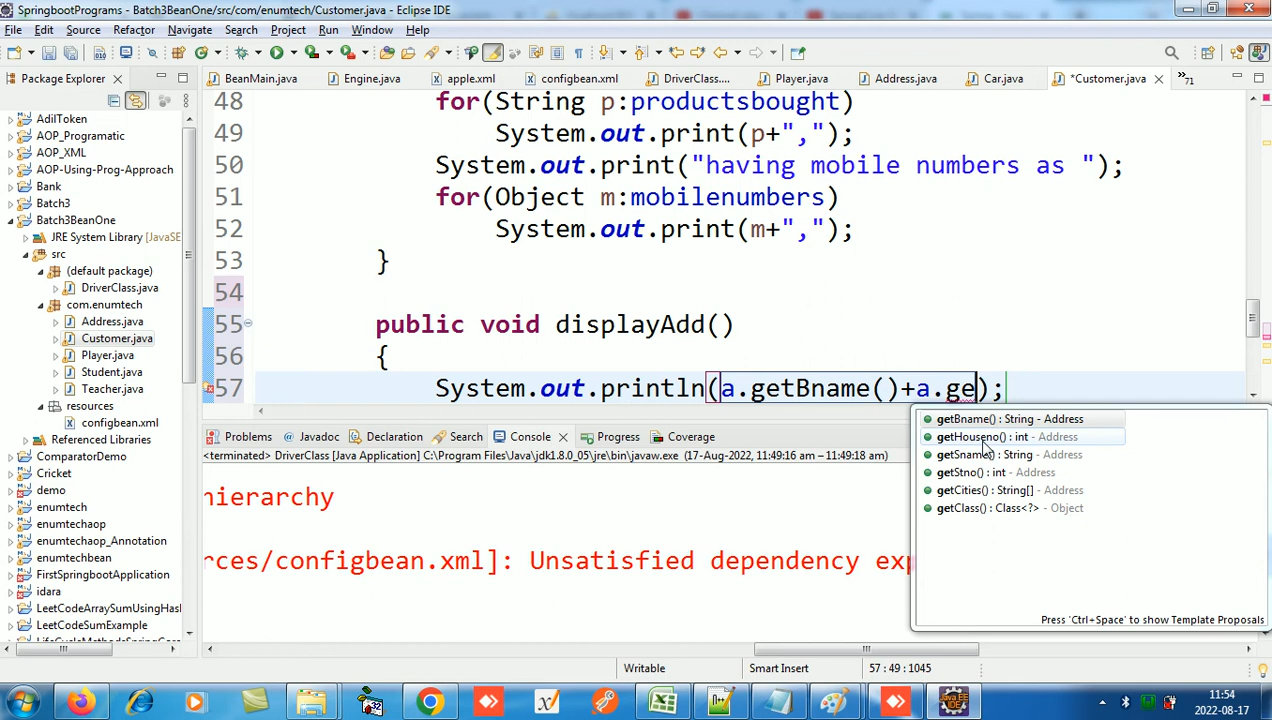 SpringbootPrograms - Batch3BeanOne/src/com/enumtech/Customer.java - Eclipse IDE
File Edit Source Refactor Navigate Search Project Run Window Help
Package Explorer
BeanMain.java Engine.java apple.xml configbean.xml DriverClass.... Player.java Address.java Car.java *Customer.java »71
AdilToken
AOP_Programatic
AOP_XML
AOP-Using-Prog-Approach
Bank
Batch3
Batch3BeanOne
JRE System Library [JavaSE
src
(default package)
DriverClass.java
com.enumtech
Address.java
Customer.java
Player.java
Student.java
Teacher.java
resources
configbean.xml
Referenced Libraries
ComparatorDemo
Cricket
demo
enumtech
enumtechaop
enumtechaop_Annotation
enumtechbean
FirstSpringbootApplication
idara
LeetCodeArraySumUsingHasl
LeetCodeSumExample
48 for(String p:productsbought)
49 System.out.print(p+",");
50 System.out.print("having mobile numbers as ");
51 for(Object m:mobilenumbers)
52 System.out.print(m+",");
53 }
54
55 public void displayAdd()
56 {
57 System.out.println(a.getBname()+a.ge);
getBname() : String - Address
getHouseno() : int - Address
getSname() : String - Address
getStno() : int - Address
getCities() : String[] - Address
getClass() : Class<?> - Object
Press 'Ctrl+Space' to show Template Proposals
Problems Javadoc Declaration Search Console Progress Coverage
<terminated> DriverClass [Java Application] C:\Program Files\Java\jdk1.8.0_05\jre\bin\javaw.exe (17-Aug-2022, 11:49:16 am – 11:49:18 am)
hierarchy
rces/configbean.xml]: Unsatisfied dependency exp
Writable Smart Insert 57 : 49 : 1045
11:54
2022-08-17